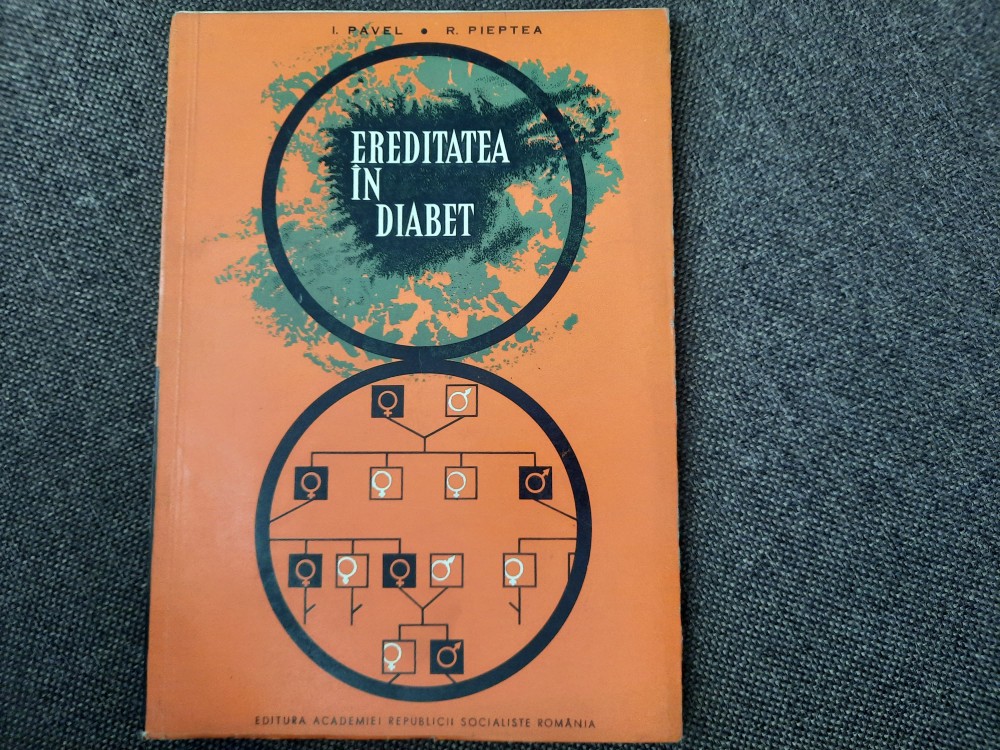 I. PAVEL • R. PIEPTEA
EREDITATEA
ÎN
DIABET
EDITURA ACADEMIEI REPUBLICII SOCIALISTE ROMÂNIA